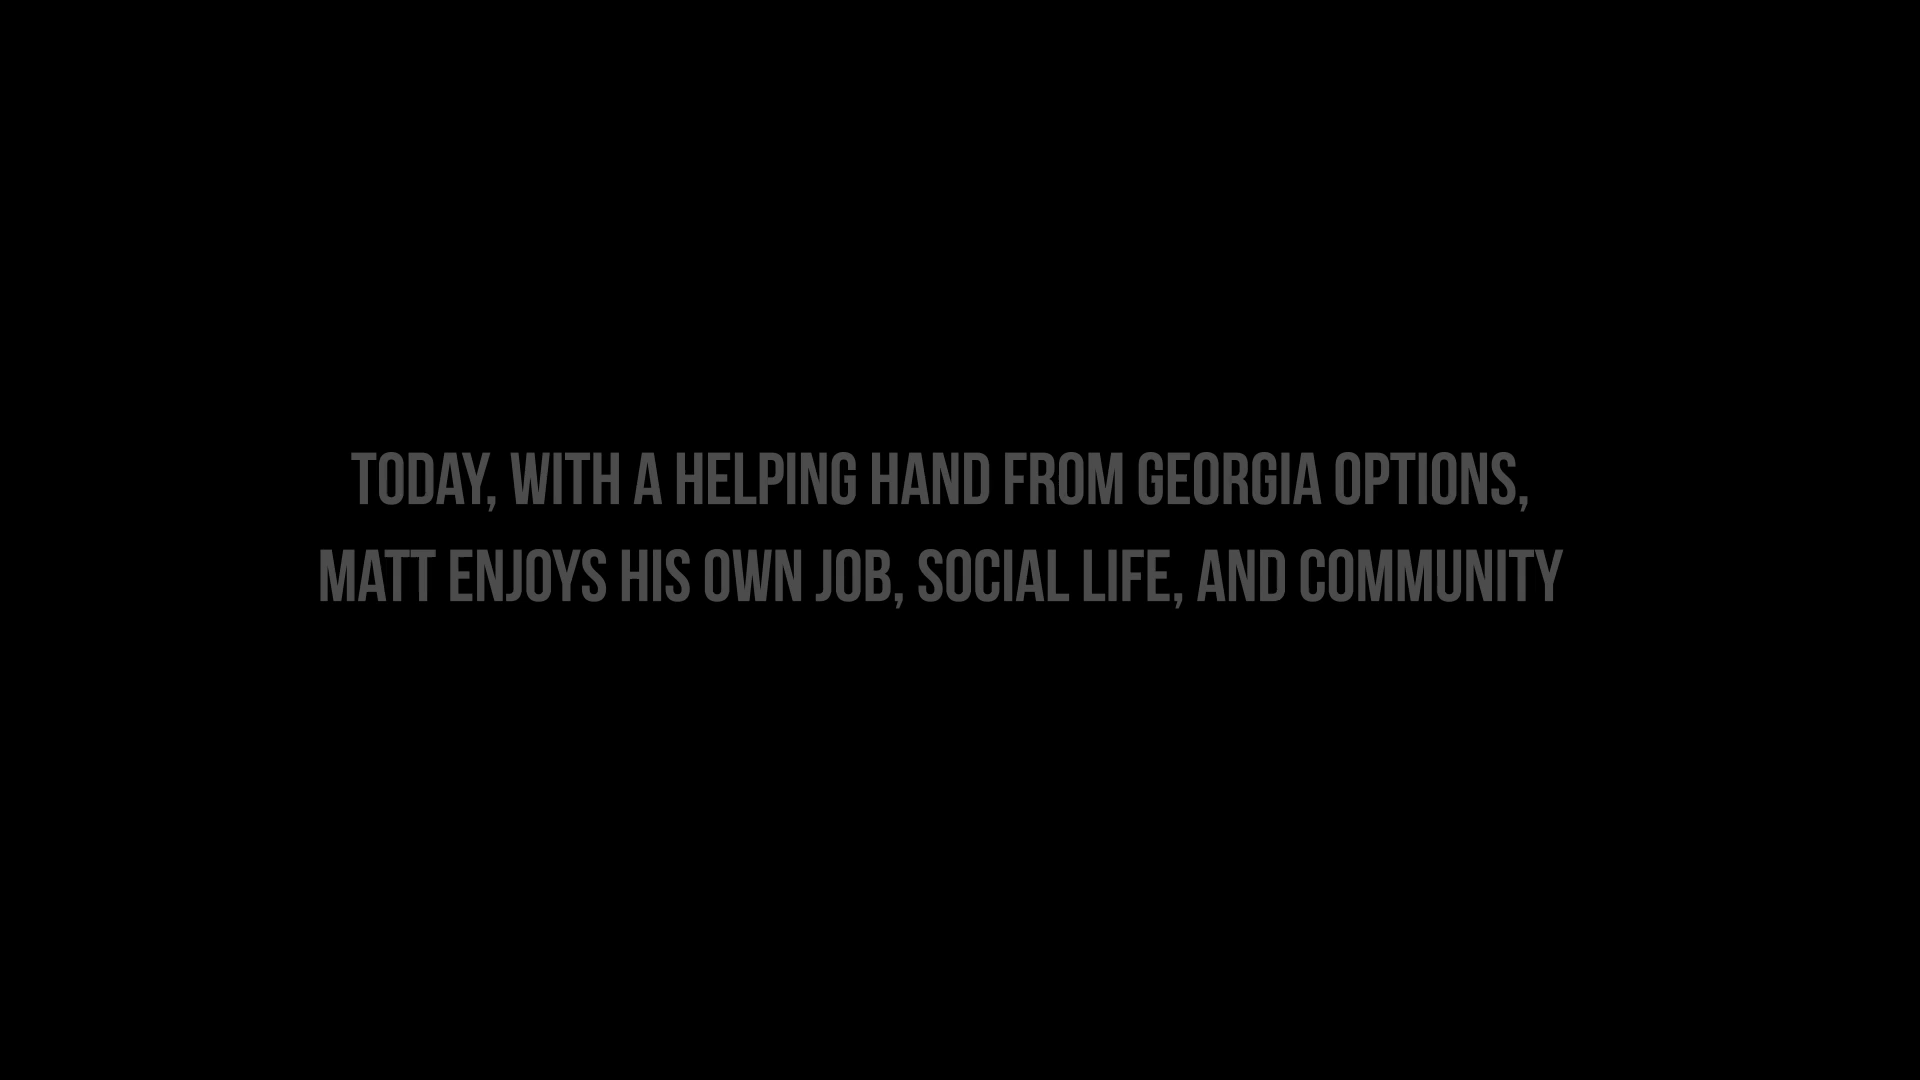 TODAY, WITH A HELPING HAND FROM GEORGIA OPTIONS,
MATT ENJOYS HIS OWN JOB, SOCIAL LIFE, AND COMMUNITY